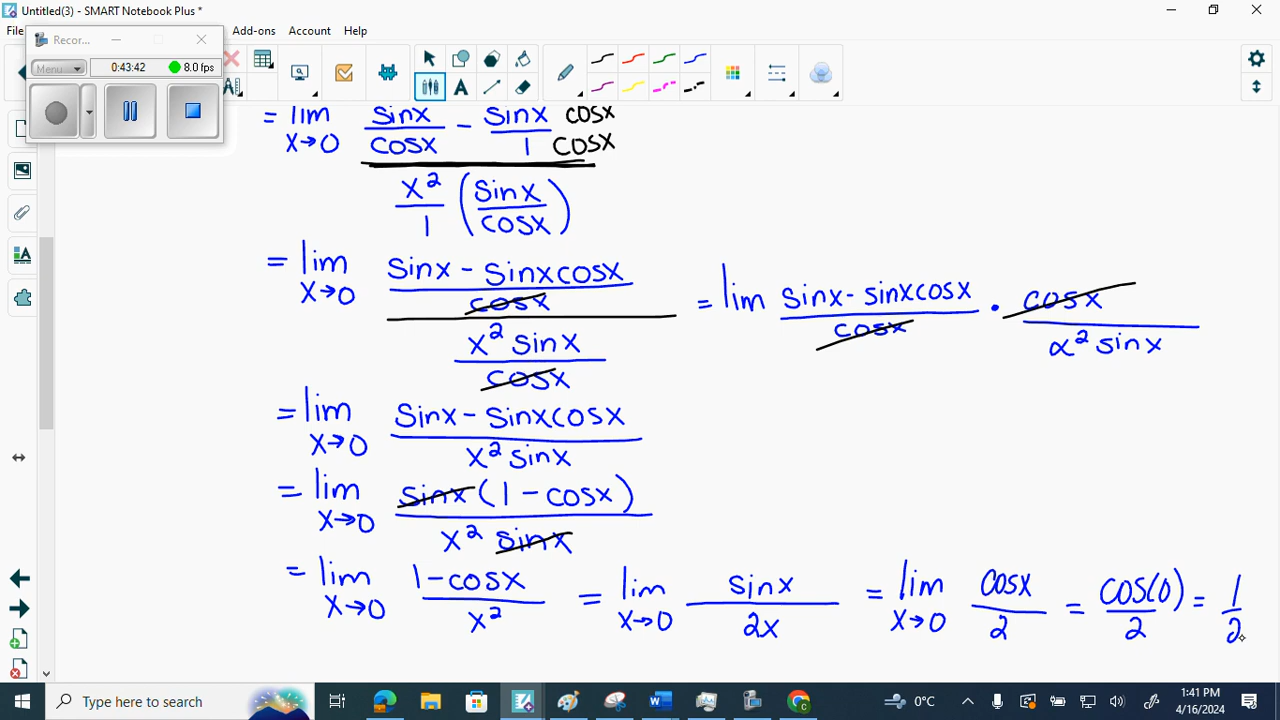 Untitled(3) - SMART Notebook Plus *
File Add-ons Account Help
Recor...
Menu 0:43:42 8.0 fps
= lim x→0 sinx/cosx - sinx/1 cosx/cosx
x²/1 (sinx/cosx)
= lim x→0 sinx - sinxcosx / cosx
x² sinx / cosx
= lim sinx - sinxcosx / cosx · cosx / x² sinx
= lim x→0 sinx - sinxcosx / x² sinx
= lim x→0 sinx (1 - cosx) / x² sinx
= lim x→0 1-cosx / x² = lim x→0 sinx / 2x = lim x→0 cosx / 2 = cos(0) / 2 = 1/2
Type here to search
0°C
1:41 PM
4/16/2024